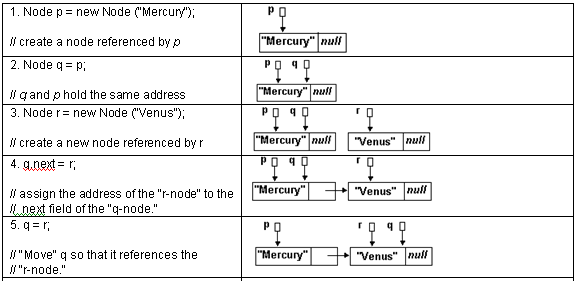 1. Node p = new Node ("Mercury");
// create a node referenced by p
p
"Mercury" null
2. Node q = p;
// q and p hold the same address
p q
"Mercury" null
3. Node r = new Node ("Venus");
// create a new node referenced by r
p q r
"Mercury" null "Venus" null
4. q.next = r;
// assign the address of the "r-node" to the
// next field of the "q-node."
p q r
"Mercury" "Venus" null
5. q = r;
// "Move" q so that it references the
// "r-node."
p r q
"Mercury" "Venus" null